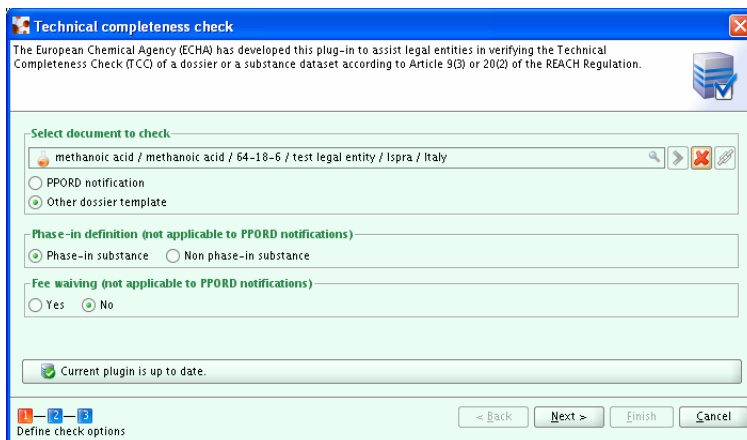 Technical completeness check
The European Chemical Agency (ECHA) has developed this plug-in to assist legal entities in verifying the Technical
Completeness Check (TCC) of a dossier or a substance dataset according to Article 9(3) or 20(2) of the REACH Regulation.
Select document to check
methanoic acid / methanoic acid / 64-18-6 / test legal entity / Ispra / Italy
PPORD notification
Other dossier template
Phase-in definition (not applicable to PPORD notifications)
Phase-in substance Non phase-in substance
Fee waiving (not applicable to PPORD notifications)
Yes No
Current plugin is up to date.
1 2 3
Define check options
< Back Next > Finish Cancel